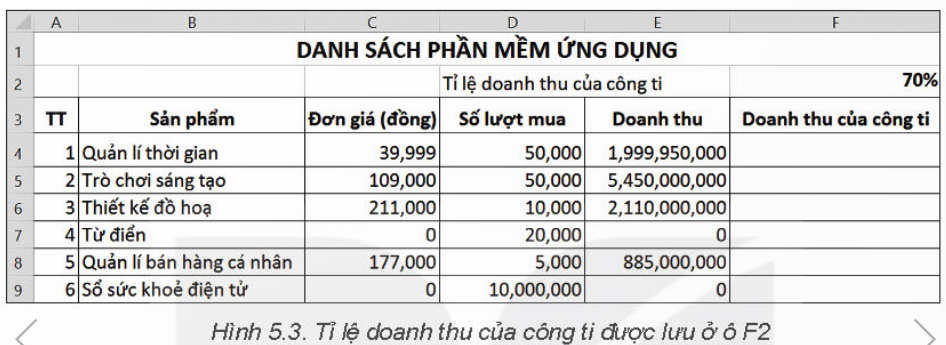 A B C D E F
1 DANH SÁCH PHẦN MỀM ỨNG DỤNG
2 Tỉ lệ doanh thu của công ti 70%
3 TT Sản phẩm Đơn giá (đồng) Số lượt mua Doanh thu Doanh thu của công ti
4 1 Quản lí thời gian 39,999 50,000 1,999,950,000
5 2 Trò chơi sáng tạo 109,000 50,000 5,450,000,000
6 3 Thiết kế đồ hoạ 211,000 10,000 2,110,000,000
7 4 Từ điển 0 20,000 0
8 5 Quản lí bán hàng cá nhân 177,000 5,000 885,000,000
9 6 Sổ sức khoẻ điện tử 0 10,000,000 0
Hình 5.3. Tỉ lệ doanh thu của công ti được lưu ở ô F2